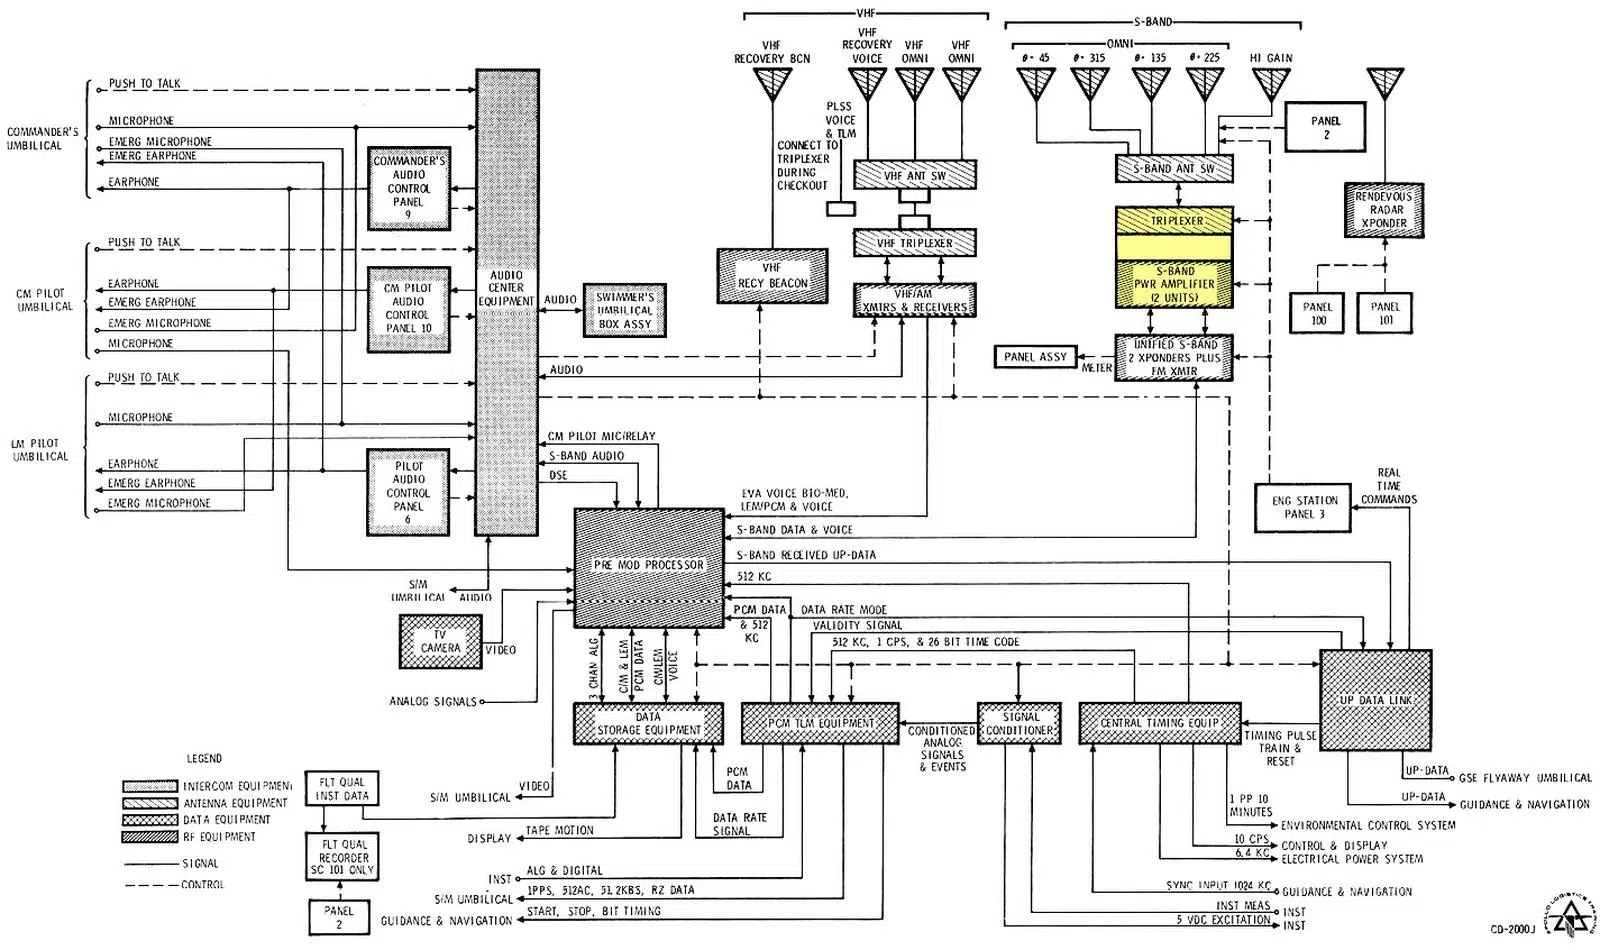 VHF
S-BAND
OMNI
VHF
RECOVERY BCN
VHF
RECOVERY
VOICE
VHF
OMNI
VHF
OMNI
θ- 45
θ- 315
θ- 135
θ- 225
HI GAIN
COMMANDER'S
UMBILICAL
PUSH TO TALK
MICROPHONE
EMERG MICROPHONE
EMERG EARPHONE
EARPHONE
COMMANDER'S
AUDIO
CONTROL
PANEL
9
CM PILOT
UMBILICAL
PUSH TO TALK
EARPHONE
EMERG EARPHONE
EMERG MICROPHONE
MICROPHONE
CM PILOT
AUDIO
CONTROL
PANEL 10
LM PILOT
UMBILICAL
PUSH TO TALK
MICROPHONE
EARPHONE
EMERG EARPHONE
EMERG MICROPHONE
PILOT
AUDIO
CONTROL
PANEL
6
AUDIO
CENTER
EQUIPMENT
AUDIO
SWIMMER'S
UMBILICAL
BOX ASSY
PLSS
VOICE
& TLM
CONNECT TO
TRIPLEXER
DURING
CHECKOUT
VHF
RECY BEACON
VHF ANT SW
VHF TRIPLEXER
VHF/AM
XMTRS & RECEIVERS
S-BAND ANT SW
TRIPLEXER
S-BAND
PWR AMPLIFIER
(2 UNITS)
UNIFIED S-BAND
2 XPONDERS PLUS
FM XMTR
PANEL ASSY
METER
PANEL
2
RENDEVOUS
RADAR
XPONDER
PANEL
100
PANEL
101
AUDIO
CM PILOT MIC/RELAY
S-BAND AUDIO
DSE
EVA VOICE BIO-MED,
LEM/PCM & VOICE
S-BAND DATA & VOICE
S-BAND RECEIVED UP-DATA
512 KC
ENG STATION
PANEL 3
REAL
TIME
COMMANDS
PRE MOD PROCESSOR
S/M
UMBILICAL
AUDIO
TV
CAMERA
VIDEO
ANALOG SIGNALS
PCM DATA
& 512
KC
DATA RATE MODE
VALIDITY SIGNAL
512 KC, 1 CPS, & 26 BIT TIME CODE
3 CHAN ALG
C/M & LEM
PCM DATA
CM/LEM
VOICE
DATA
STORAGE EQUIPMENT
PCM TLM EQUIPMENT
SIGNAL
CONDITIONER
CENTRAL TIMING EQUIP
UP DATA LINK
CONDITIONED
ANALOG
SIGNALS
& EVENTS
TIMING PULSE
TRAIN &
RESET
UP-DATA
GSE FLYAWAY UMBILICAL
UP-DATA
GUIDANCE & NAVIGATION
LEGEND
INTERCOM EQUIPMENT
ANTENNA EQUIPMENT
DATA EQUIPMENT
RF EQUIPMENT
SIGNAL
CONTROL
FLT QUAL
INST DATA
FLT QUAL
RECORDER
SC 101 ONLY
PANEL
2
VIDEO
S/M UMBILICAL
DISPLAY
TAPE MOTION
PCM
DATA
DATA RATE
SIGNAL
INST
ALG & DIGITAL
S/M UMBILICAL
1PPS, 512AC, 51.2KBS, RZ DATA
GUIDANCE & NAVIGATION
START, STOP, BIT TIMING
1 PP 10
MINUTES
ENVIRONMENTAL CONTROL SYSTEM
10 CPS
CONTROL & DISPLAY
6.4 KC
ELECTRICAL POWER SYSTEM
SYNC INPUT 1024 KC
GUIDANCE & NAVIGATION
INST MEAS
INST
5 VDC EXCITATION
INST
CD-2000J
APOLLO LOGISTICS TRAINING